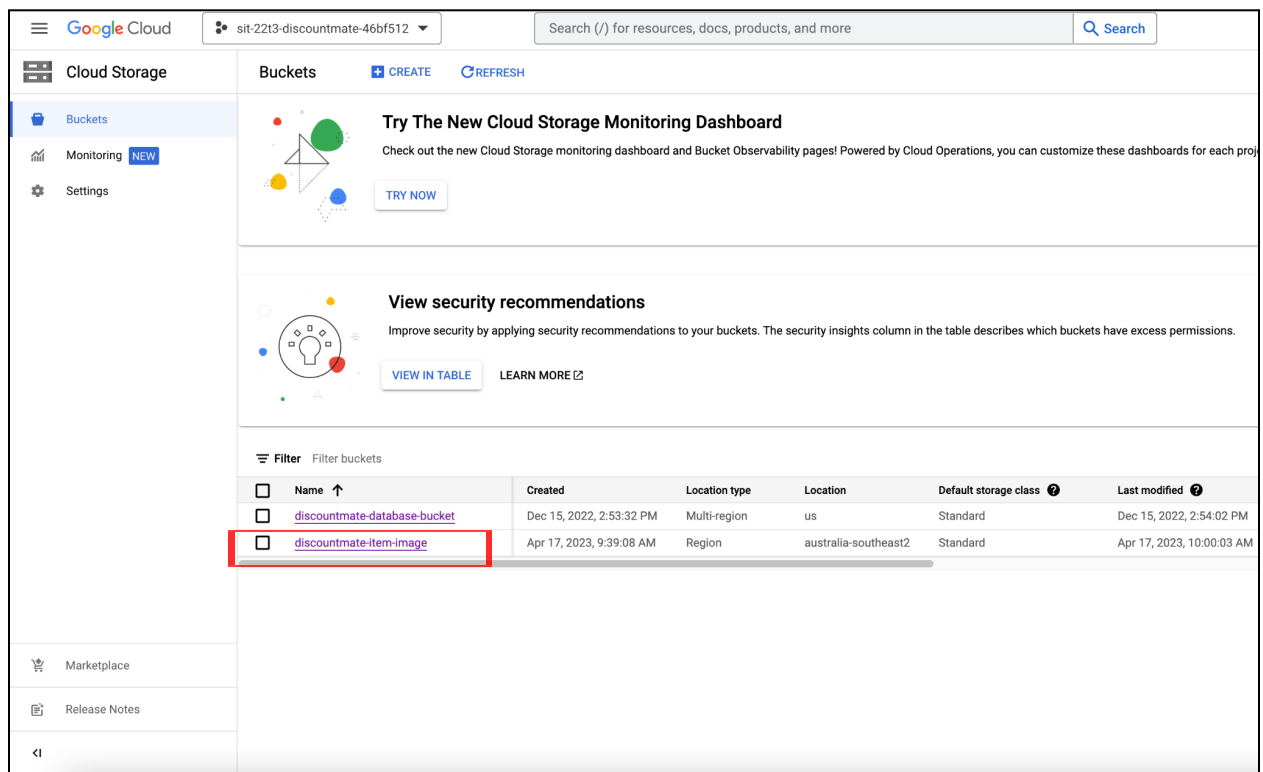 Google Cloud sit-22t3-discountmate-46bf512 Search (/) for resources, docs, products, and more Search
Cloud Storage
Buckets
Monitoring NEW
Settings
Marketplace
Release Notes
Buckets CREATE REFRESH
Try The New Cloud Storage Monitoring Dashboard
Check out the new Cloud Storage monitoring dashboard and Bucket Observability pages! Powered by Cloud Operations, you can customize these dashboards for each
TRY NOW
View security recommendations
Improve security by applying security recommendations to your buckets. The security insights column in the table describes which buckets have excess permissions.
VIEW IN TABLE LEARN MORE
Filter Filter buckets
Name Created Location type Location Default storage class Last modified
discountmate-database-bucket Dec 15, 2022, 2:53:32 PM Multi-region us Standard Dec 15, 2022, 2:54:02 PM
discountmate-item-image Apr 17, 2023, 9:39:08 AM Region australia-southeast2 Standard Apr 17, 2023, 10:00:03 AM